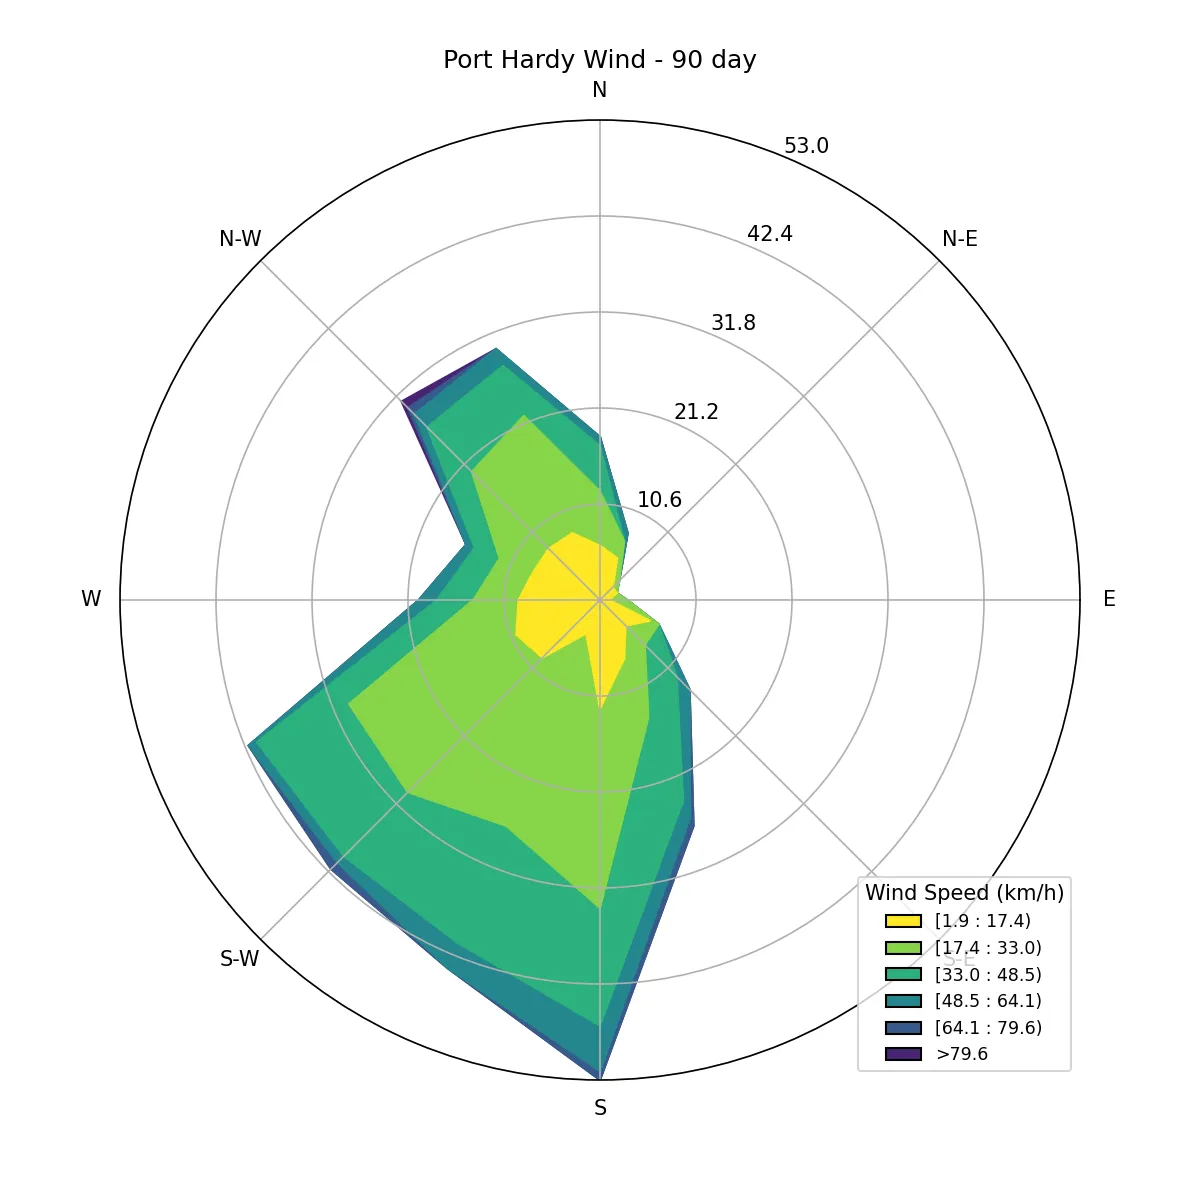 Port Hardy Wind - 90 day
N
53.0
N-W
42.4
N-E
31.8
21.2
10.6
W
E
Wind Speed (km/h)
[1.9 : 17.4)
[17.4 : 33.0)
S-W
S-E
[33.0 : 48.5)
[48.5 : 64.1)
[64.1 : 79.6)
>79.6
S